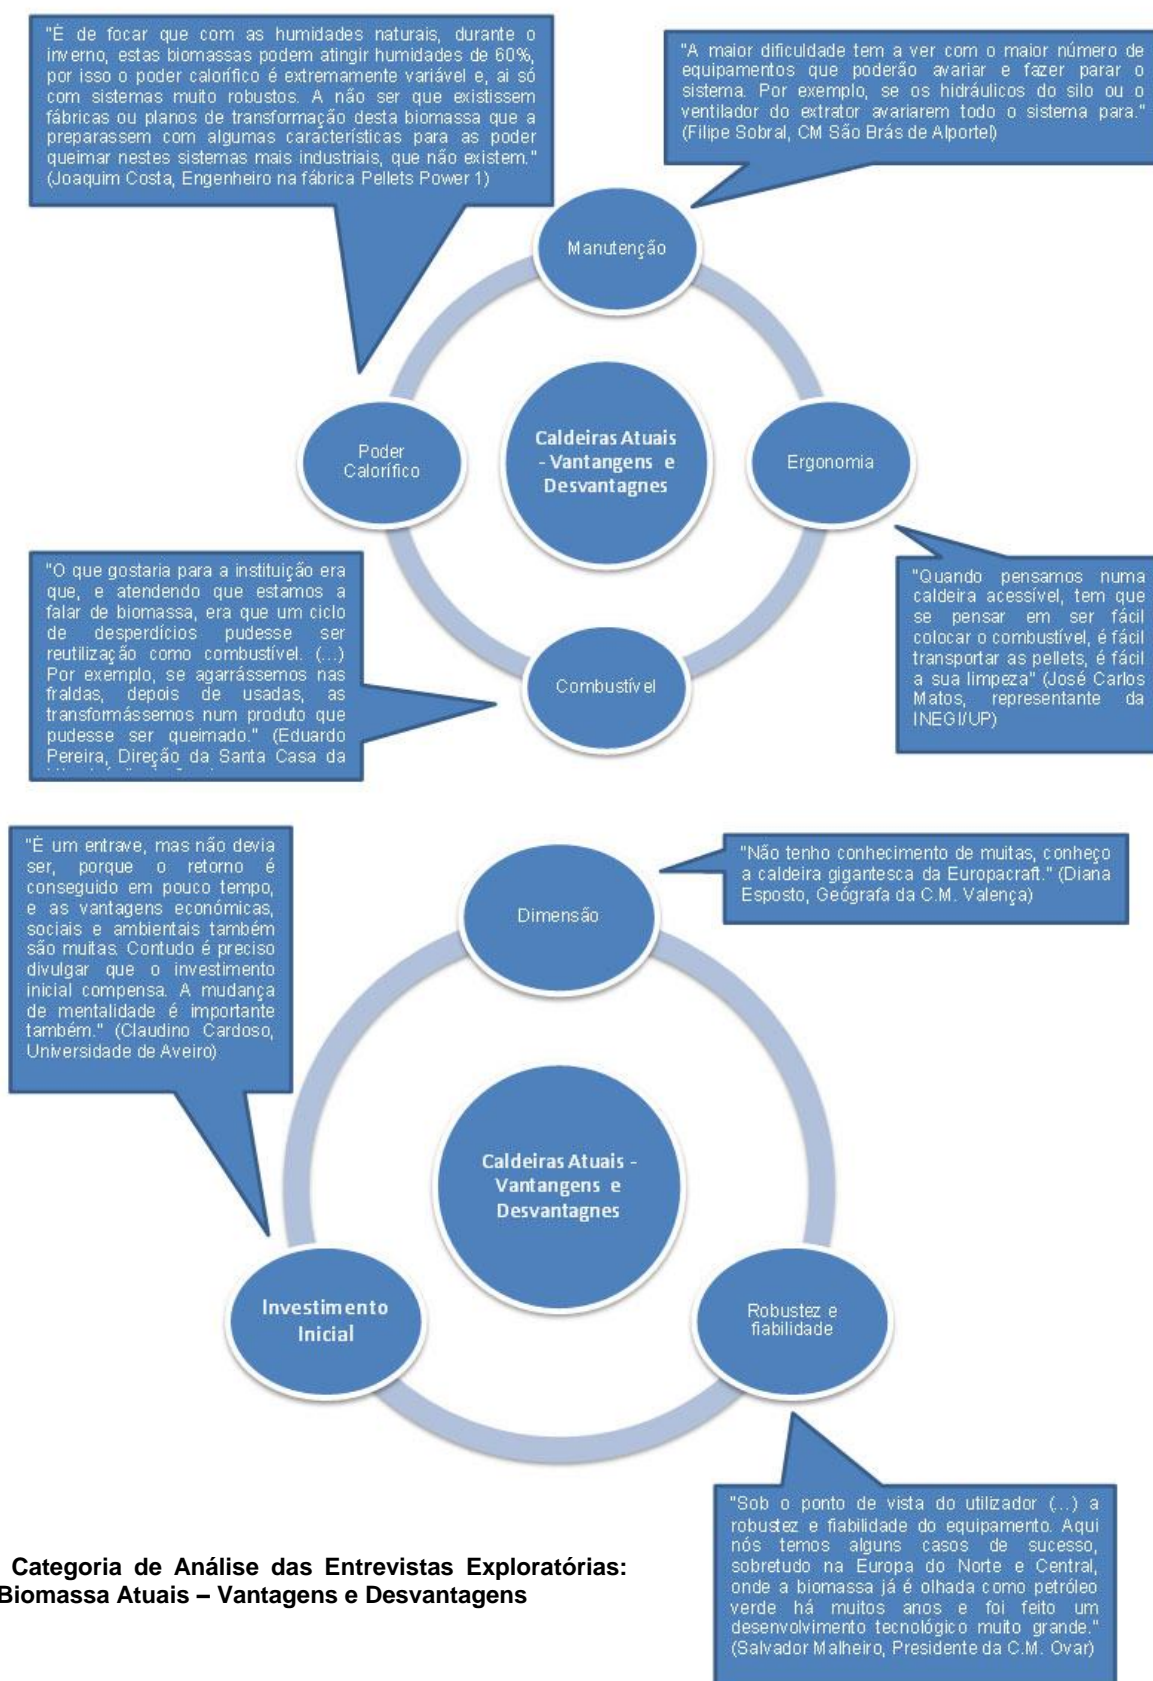 "É de focar que com as humidades naturais, durante o
inverno, estas biomassas podem atingir humidades de 60%,
por isso o poder calorífico é extremamente variável e, ai só
com sistemas muito robustos. A não ser que existissem
fábricas ou planos de transformação desta biomassa que a
preparassem com algumas características para as poder
queimar nestes sistemas mais industriais, que não existem."
(Joaquim Costa, Engenheiro na fábrica Pellets Power 1)
"A maior dificuldade tem a ver com o maior número de
equipamentos que poderão avariar e fazer parar o
sistema. Por exemplo, se os hidráulicos do silo ou o
ventilador do extrator avariarem todo o sistema para."
(Filipe Sobral, CM São Brás de Alportel)
Manutenção
Caldeiras Atuais
- Vantangens e
Desvantagnes
Poder
Calorífico
Ergonomia
"O que gostaria para a instituição era
que, e atendendo que estamos a
falar de biomassa, era que um ciclo
de desperdícios pudesse ser
reutilização como combustível. (...)
Por exemplo, se agarrássemos nas
fraldas, depois de usadas, as
transformássemos num produto que
pudesse ser queimado." (Eduardo
Pereira, Direção da Santa Casa da
Combustível
"Quando pensamos numa
caldeira acessível, tem que
se pensar em ser fácil
colocar o combustível, é fácil
transportar as pellets, é fácil
a sua limpeza" (José Carlos
Matos, representante da
INEGI/UP)
"É um entrave, mas não devia
ser, porque o retorno é
conseguido em pouco tempo,
e as vantagens económicas,
sociais e ambientais também
são muitas. Contudo é preciso
divulgar que o investimento
inicial compensa. A mudança
de mentalidade é importante
também." (Claudino Cardoso,
Universidade de Aveiro)
Dimensão
"Não tenho conhecimento de muitas, conheço
a caldeira gigantesca da Europacraft." (Diana
Esposto, Geógrafa da C.M. Valença)
Caldeiras Atuais -
Vantangens e
Desvantagnes
Investimento
Inicial
Robustez e
fiabilidade
"Sob o ponto de vista do utilizador (...) a
robustez e fiabilidade do equipamento. Aqui
nós temos alguns casos de sucesso,
sobretudo na Europa do Norte e Central,
onde a biomassa já é olhada como petróleo
verde há muitos anos e foi feito um
desenvolvimento tecnológico muito grande."
(Salvador Malheiro, Presidente da C.M. Ovar)
Categoria de Análise das Entrevistas Exploratórias:
Biomassa Atuais – Vantagens e Desvantagens